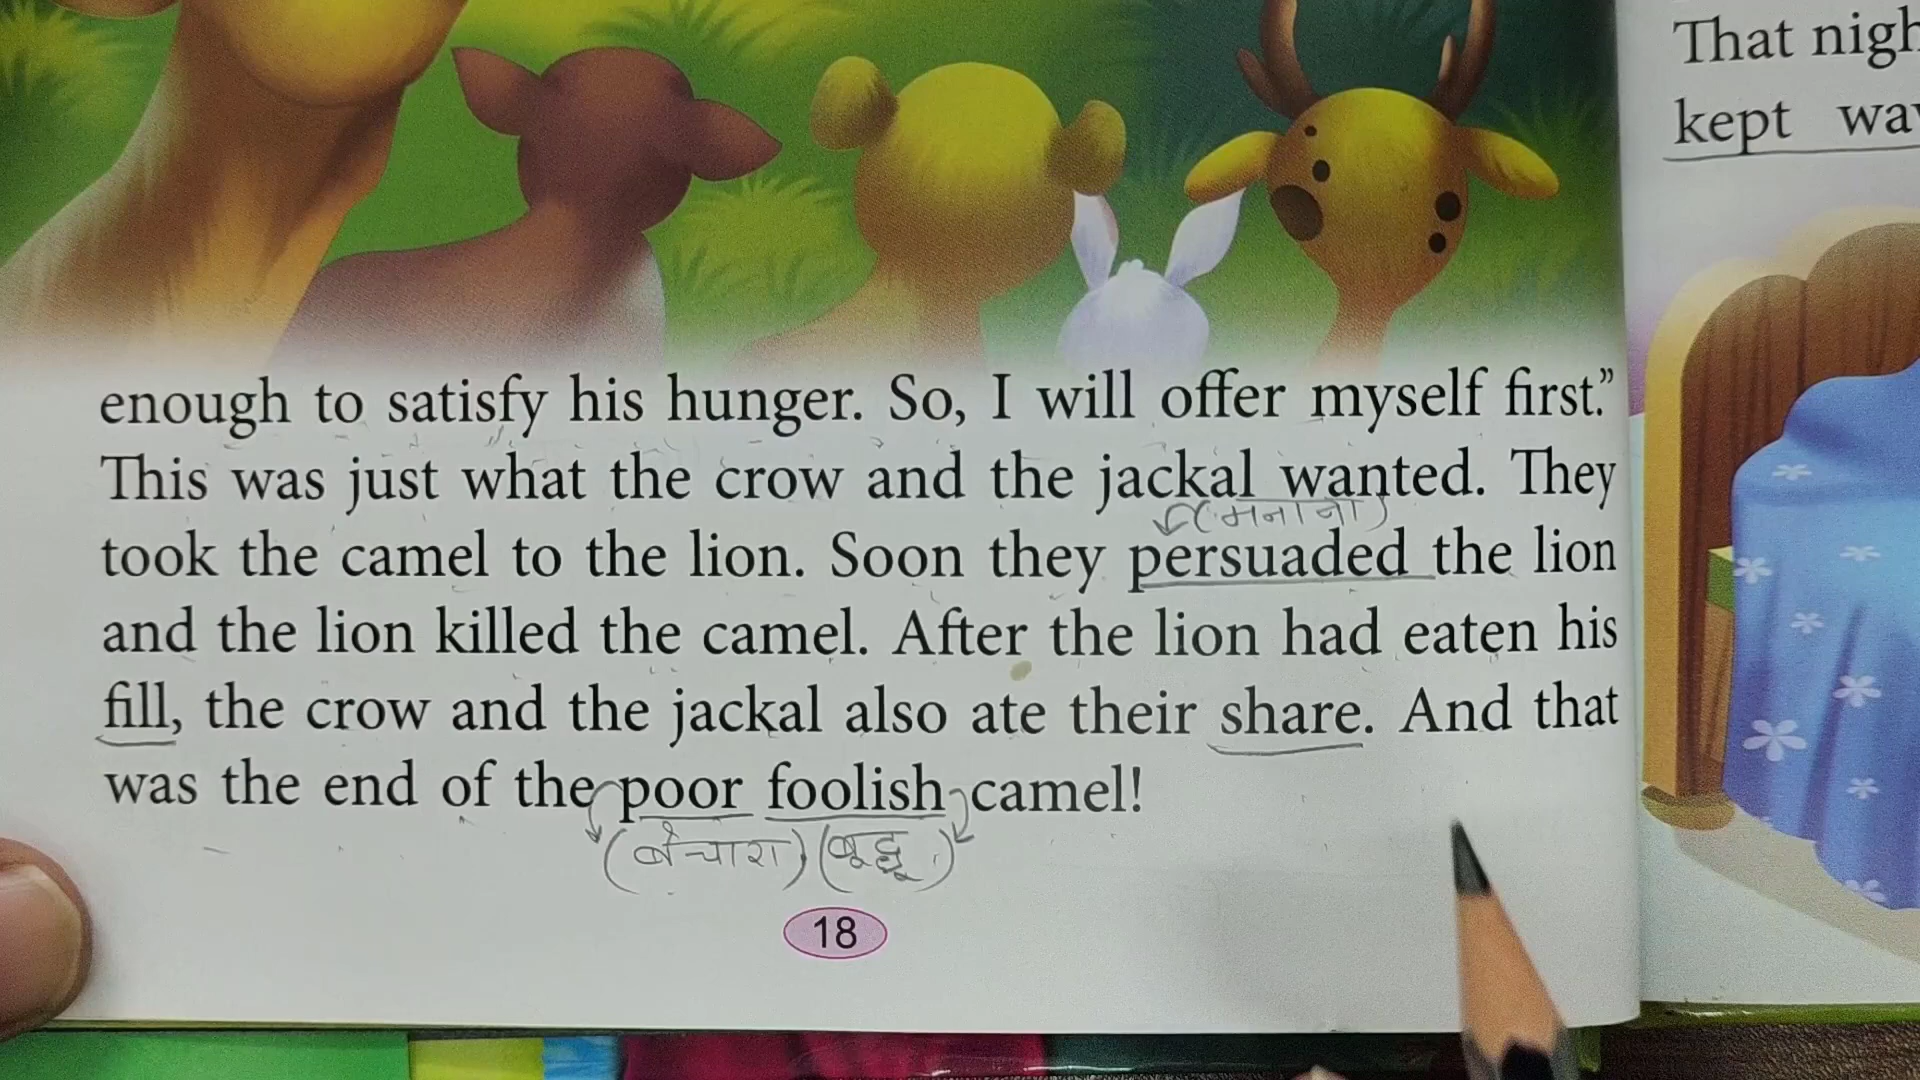 enough to satisfy his hunger. So, I will offer myself first."
This was just what the crow and the jackal wanted. They
(मनाना)
took the camel to the lion. Soon they persuaded the lion
and the lion killed the camel. After the lion had eaten his
fill, the crow and the jackal also ate their share. And that
was the end of the poor foolish camel!
(बेचारा) (बुद्धू)
18
That
kept